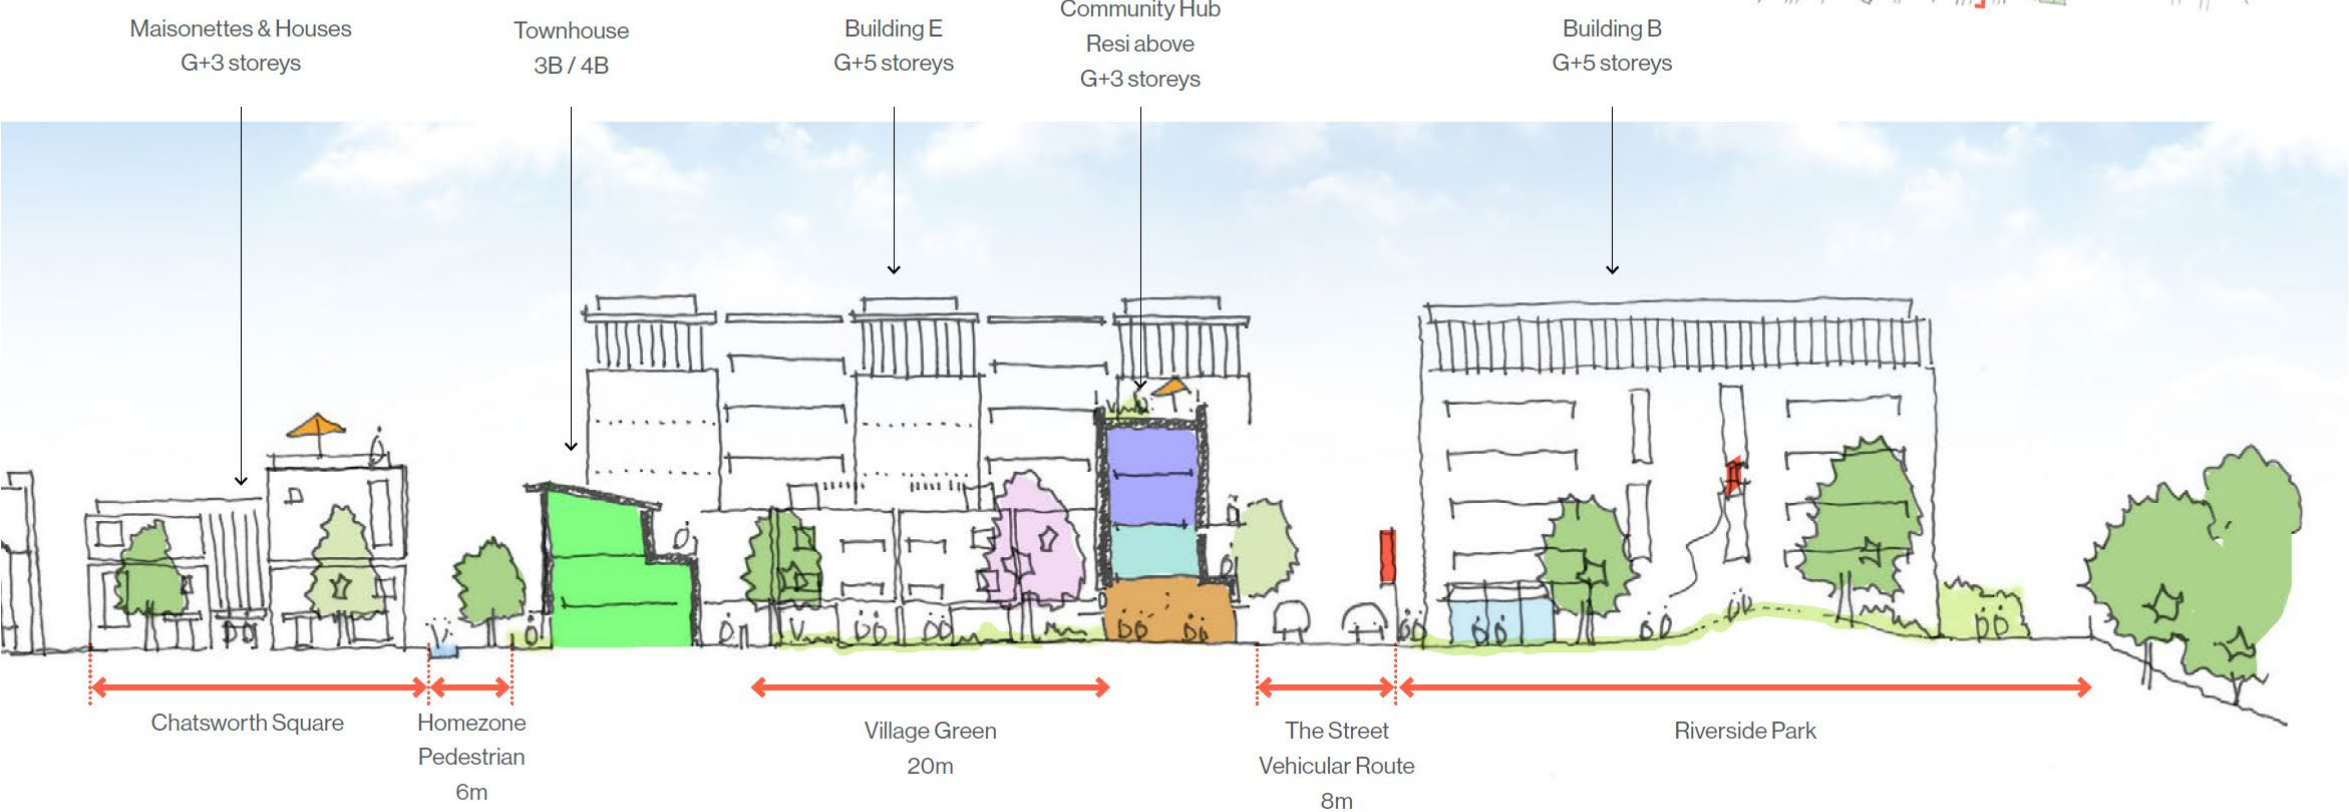 Maisonettes & Houses
G+3 storeys
Townhouse
3B / 4B
Building E
G+5 storeys
Community Hub
Resi above
G+3 storeys
Building B
G+5 storeys
Chatsworth Square
Homezone
Pedestrian
6m
Village Green
20m
The Street
Vehicular Route
8m
Riverside Park